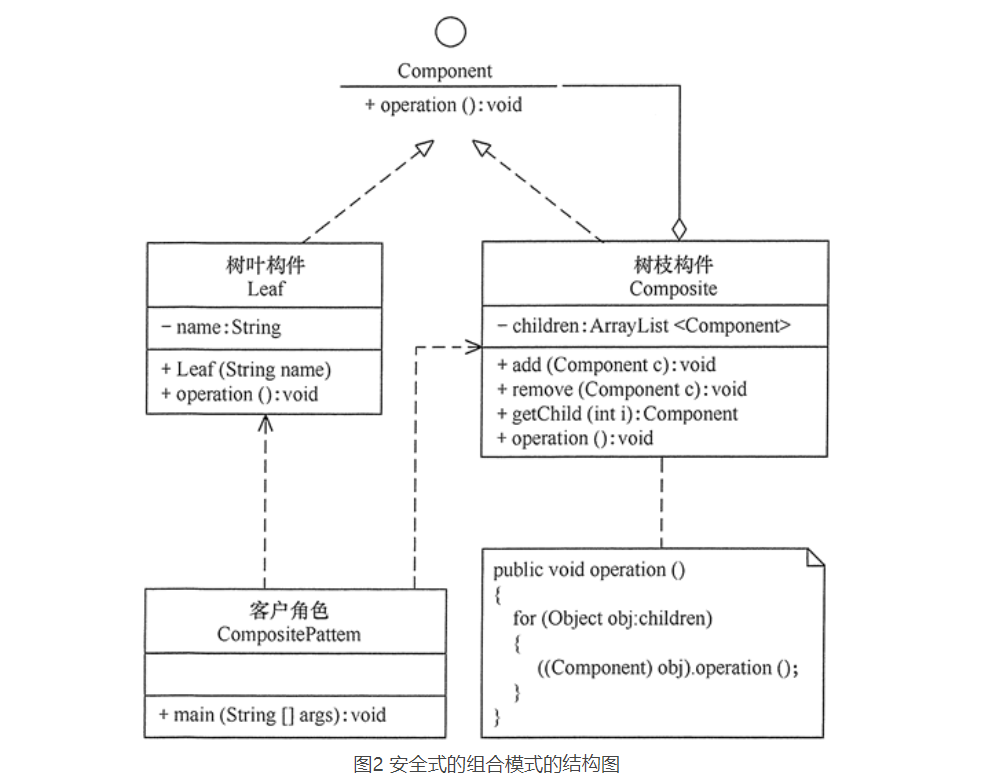 Component
+ operation ():void
树叶构件
Leaf
− name:String
+ Leaf (String name)
+ operation ():void
树枝构件
Composite
− children:ArrayList <Component>
+ add (Component c):void
+ remove (Component c):void
+ getChild (int i):Component
+ operation ():void
客户角色
CompositePattem
+ main (String [] args):void
public void operation ()
{
for (Object obj:children)
{
((Component) obj).operation ();
}
}
图2 安全式的组合模式的结构图